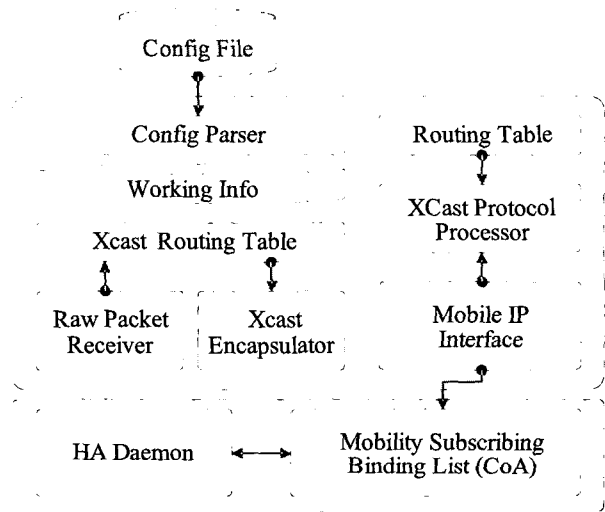 Config File
Config Parser
Routing Table
Working Info
XCast Protocol
Processor
Xcast Routing Table
Raw Packet
Receiver
Xcast
Encapsulator
Mobile IP
Interface
HA Daemon
Mobility Subscribing
Binding List (CoA)